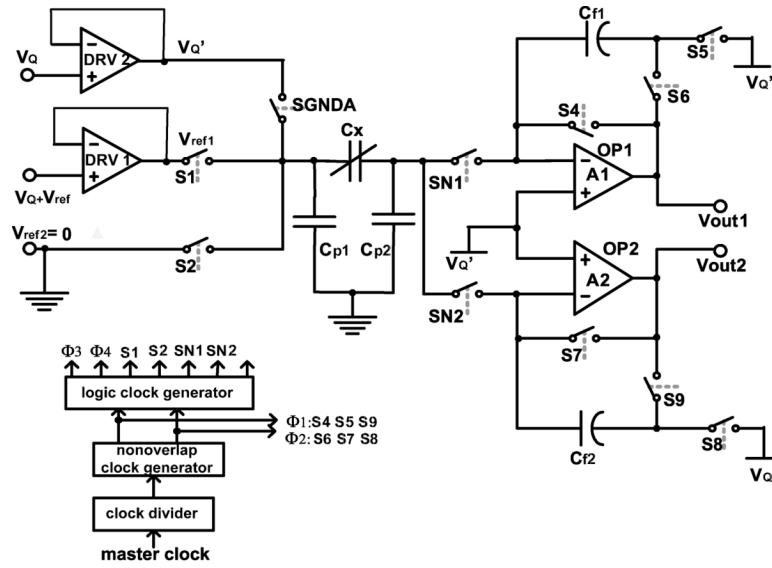 Cf1
S5
VQ'
DRV 2
VQ
VQ'
S6
SGNDA
S4
Cx
DRV 1
Vref1
S1
SN1
OP1
A1
VQ+Vref
Vout1
Vref2= 0
Cp1
Cp2
VQ'
OP2
A2
Vout2
S2
SN2
S7
S9
Φ3 Φ4 S1 S2 SN1 SN2
logic clock generator
Φ1: S4 S5 S9
Φ2: S6 S7 S8
nonoverlap
clock generator
Cf2
S8
VQ'
clock divider
master clock